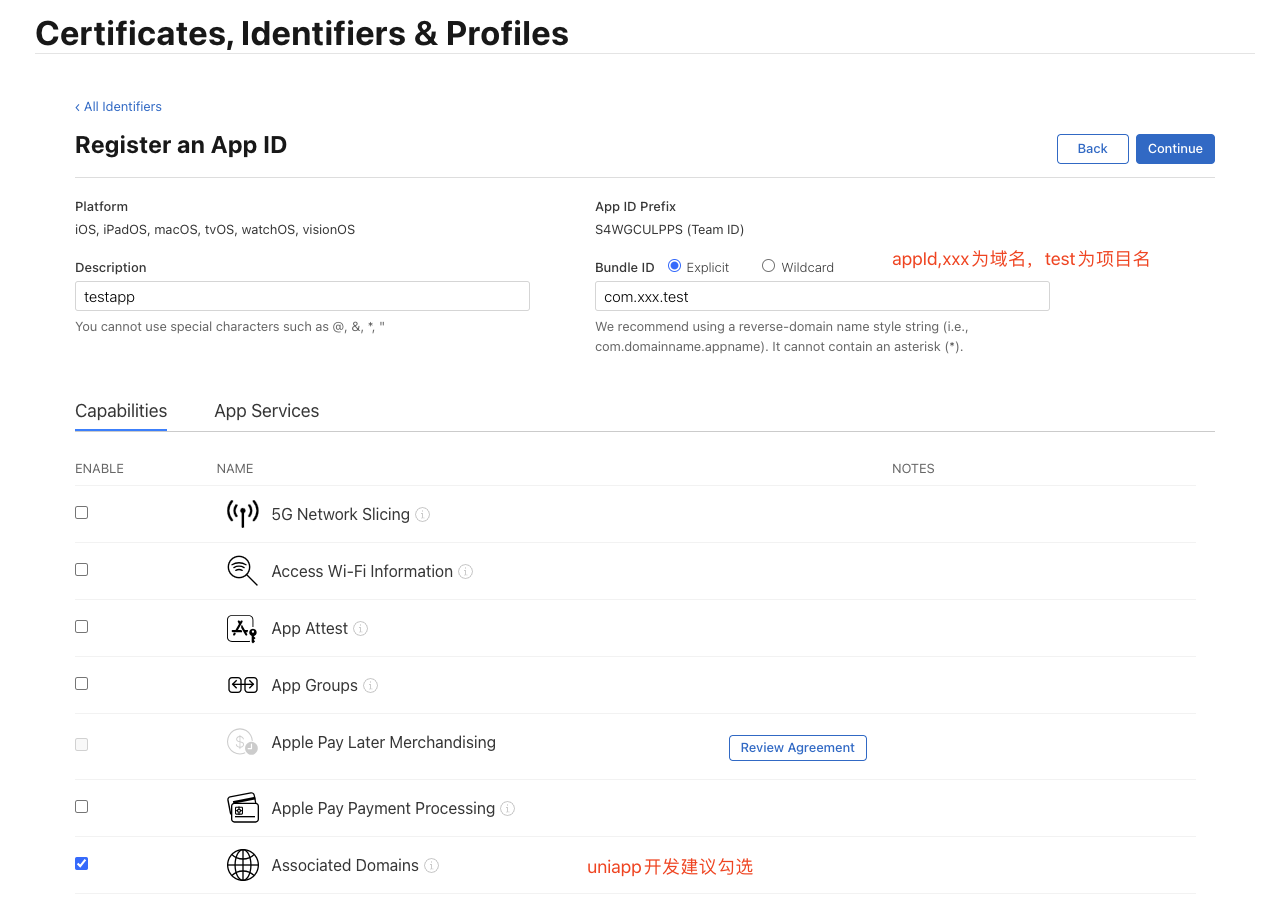 Certificates, Identifiers & Profiles
‹ All Identifiers
Register an App ID
Back
Continue
Platform
iOS, iPadOS, macOS, tvOS, watchOS, visionOS
App ID Prefix
S4WGCULPPS (Team ID)
Description
testapp
You cannot use special characters such as @, &, *, "
Bundle ID
Explicit
Wildcard
appId,xxx为域名，test为项目名
com.xxx.test
We recommend using a reverse-domain name style string (i.e.,
com.domainname.appname). It cannot contain an asterisk (*).
Capabilities
App Services
ENABLE
NAME
NOTES
5G Network Slicing
Access Wi-Fi Information
App Attest
App Groups
Apple Pay Later Merchandising
Review Agreement
Apple Pay Payment Processing
Associated Domains
uniapp开发建议勾选